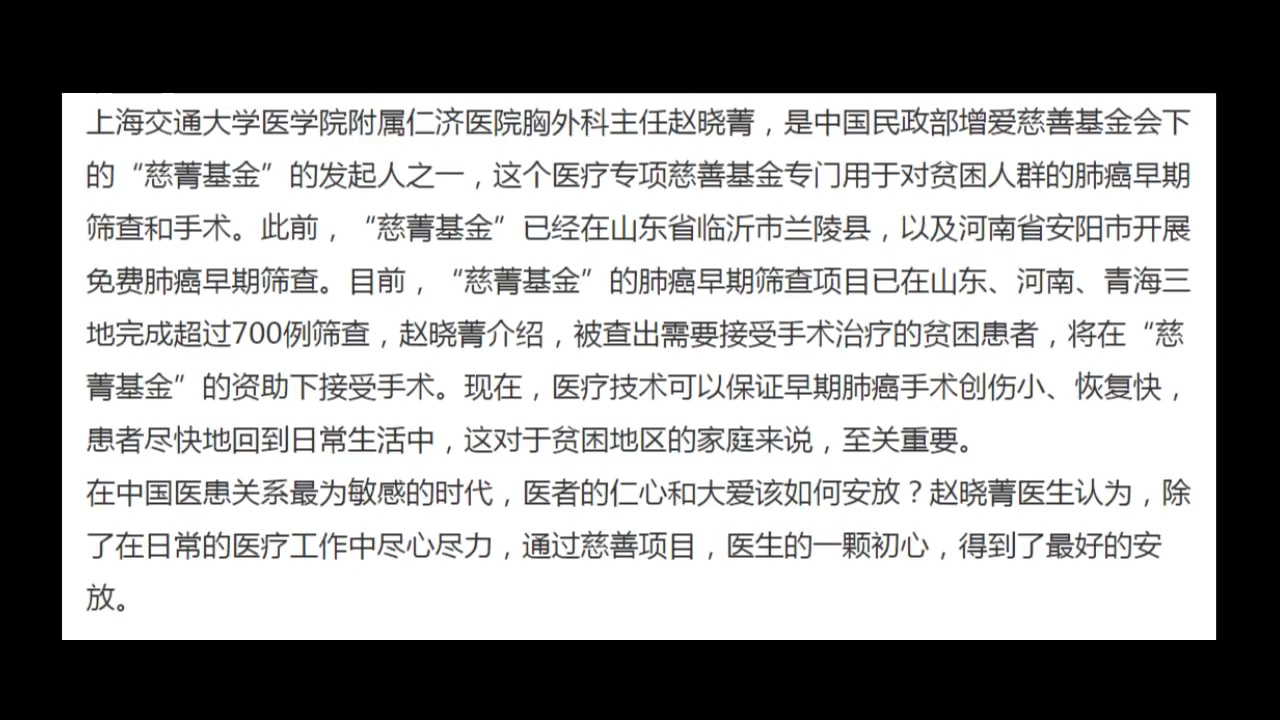 上海交通大学医学院附属仁济医院胸外科主任赵晓菁，是中国民政部增爱慈善基金会下
的“慈菁基金”的发起人之一，这个医疗专项慈善基金专门用于对贫困人群的肺癌早期
筛查和手术。此前，“慈菁基金”已经在山东省临沂市兰陵县，以及河南省安阳市开展
免费肺癌早期筛查。目前，“慈菁基金”的肺癌早期筛查项目已在山东、河南、青海三
地完成超过700例筛查，赵晓菁介绍，被查出需要接受手术治疗的贫困患者，将在“慈
菁基金”的资助下接受手术。现在，医疗技术可以保证早期肺癌手术创伤小、恢复快，
患者尽快地回到日常生活中，这对于贫困地区的家庭来说，至关重要。
在中国医患关系最为敏感的时代，医者的仁心和大爱该如何安放？赵晓菁医生认为，除
了在日常的医疗工作中尽心尽力，通过慈善项目，医生的一颗初心，得到了最好的安
放。